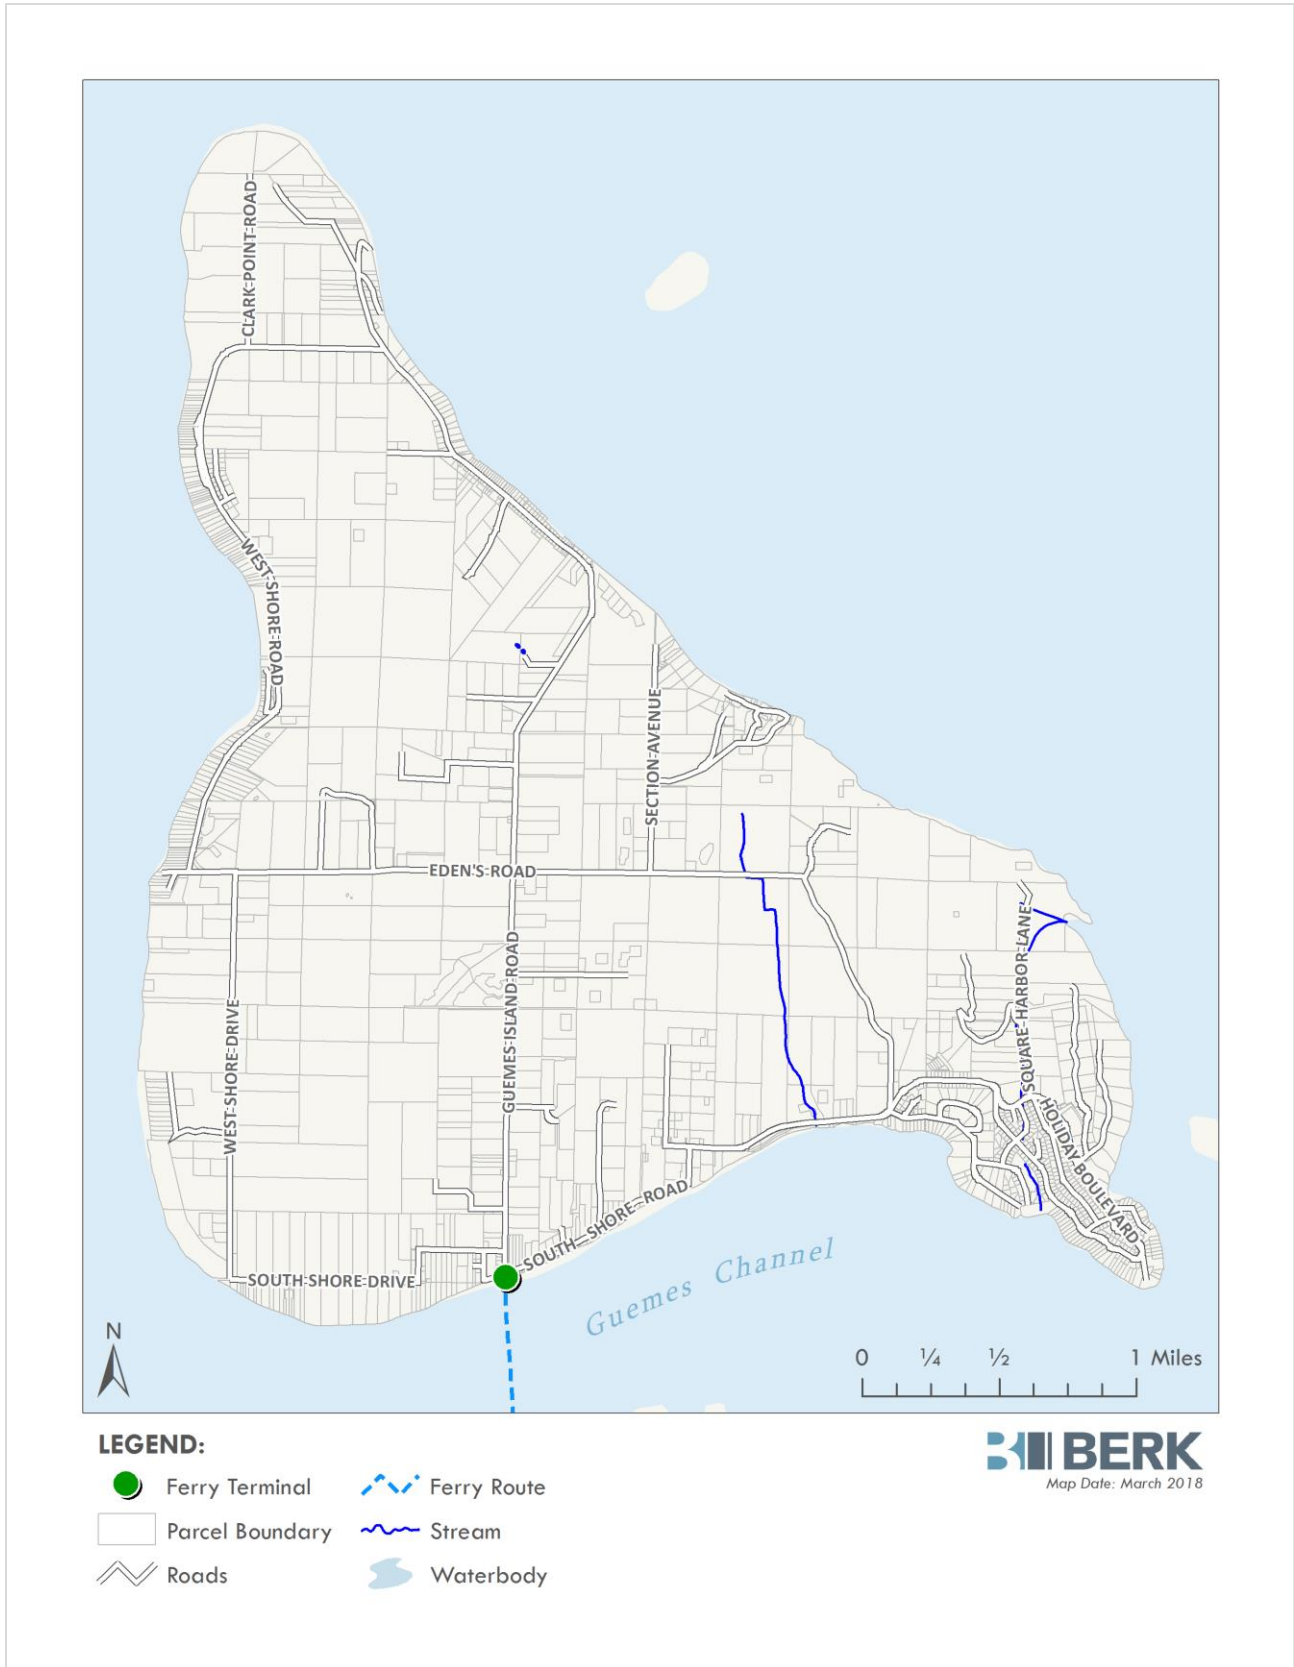 CLARK POINT ROAD
WEST SHORE ROAD
SECTION AVENUE
EDEN'S ROAD
SQUARE HARBOR LANE
GUEMES ISLAND ROAD
WEST SHORE DRIVE
HOLIDAY BOULEVARD
SOUTH SHORE ROAD
SOUTH SHORE DRIVE
Guemes Channel
N
0 ¼ ½ 1 Miles
LEGEND:
Ferry Terminal
Ferry Route
Parcel Boundary
Stream
Roads
Waterbody
BERK
Map Date: March 2018